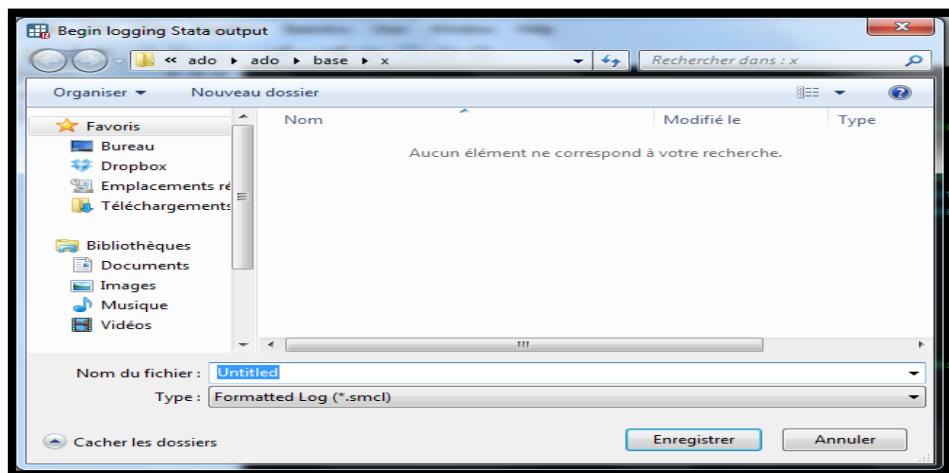 Begin logging Stata output
« ado ▸ ado ▸ base ▸ x
Rechercher dans : x
Organiser
Nouveau dossier
Nom
Modifié le
Type
Aucun élément ne correspond à votre recherche.
Favoris
Bureau
Dropbox
Emplacements ré
Téléchargements
Bibliothèques
Documents
Images
Musique
Vidéos
Nom du fichier : Untitled
Type : Formatted Log (*.smcl)
Cacher les dossiers
Enregistrer
Annuler